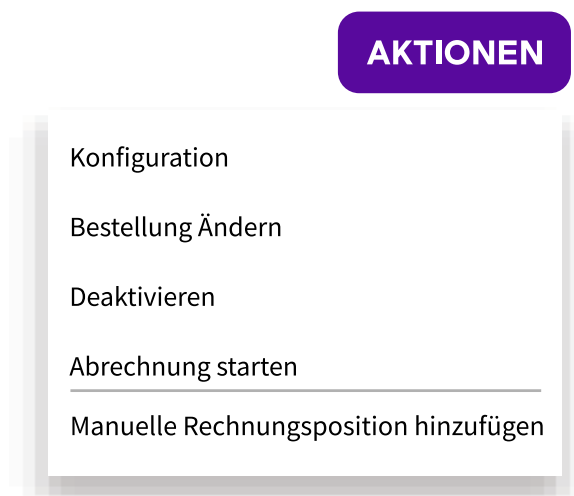 AKTIONEN
Konfiguration
Bestellung Ändern
Deaktivieren
Abrechnung starten
Manuelle Rechnungsposition hinzufügen